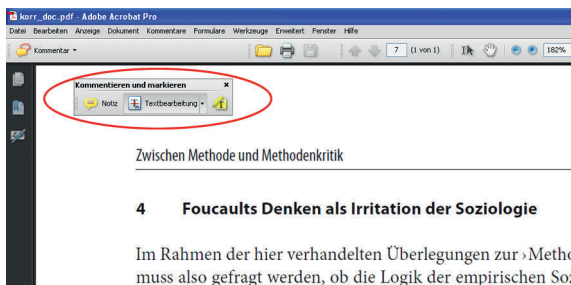 korr_doc.pdf - Adobe Acrobat Pro
Datei Bearbeiten Anzeige Dokument Kommentare Formulare Werkzeuge Erweitert Fenster Hilfe
Kommentar 7 (1 von 1) 182%
Kommentieren und markieren x
Notiz Textbearbeitung
Zwischen Methode und Methodenkritik
4 Foucaults Denken als Irritation der Soziologie
Im Rahmen der hier verhandelten Überlegungen zur ›Metho
muss also gefragt werden, ob die Logik der empirischen Soz